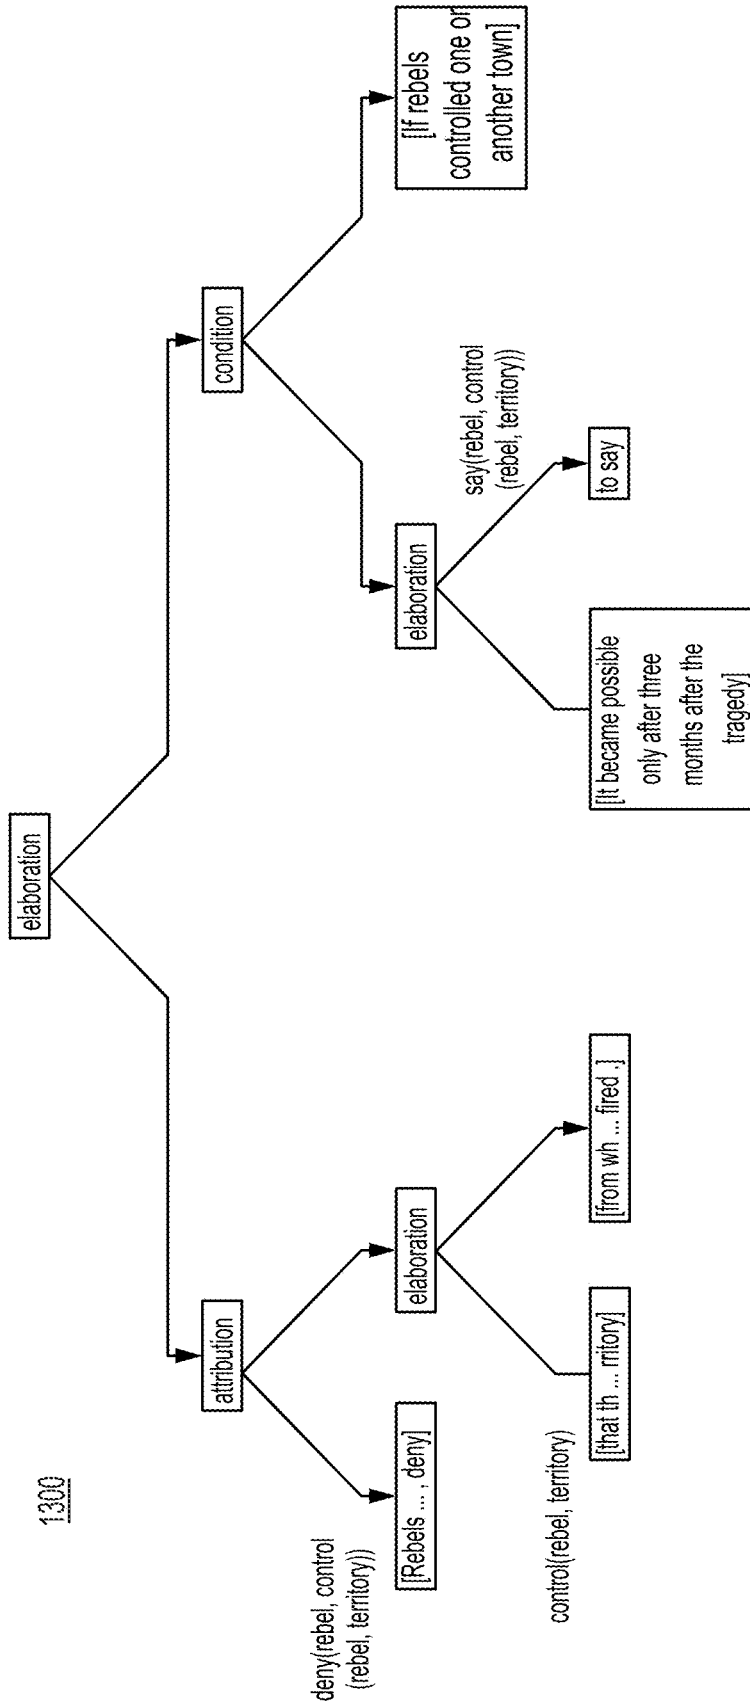 1300
elaboration
attribution
condition
deny(rebel, control
(rebel, territory))
[Rebels ... , deny]
elaboration
elaboration
say(rebel, control
(rebel, territory))
[If rebels
controlled one or
another town]
control(rebel, territory)
[that th ... rritory]
[from wh ... fired .]
[It became possible
only after three
months after the
tragedy]
to say